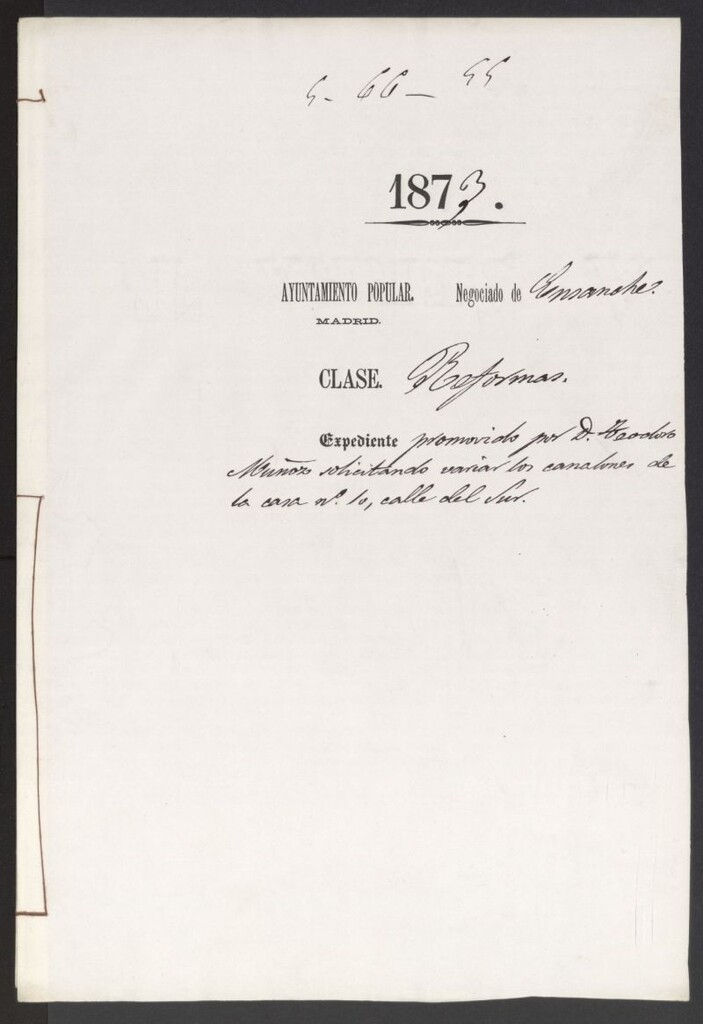 5-66-55
1873.
AYUNTAMIENTO POPULAR. Negociado de Ensanche.
MADRID.
CLASE. Reformas.
Expediente promovido por D. Teodoro
Muñoz solicitando variar los canalones de
la casa nº. 10, calle del Sur.